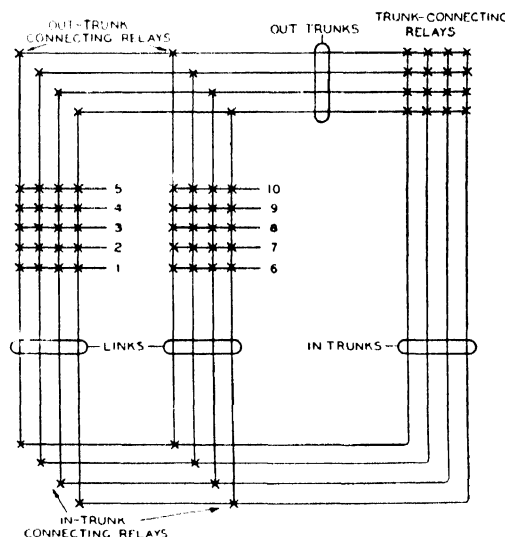 OUT-TRUNK
CONNECTING RELAYS
OUT TRUNKS
TRUNK-CONNECTING
RELAYS
5
4
3
2
1
10
9
8
7
6
LINKS
IN TRUNKS
IN-TRUNK
CONNECTING RELAYS